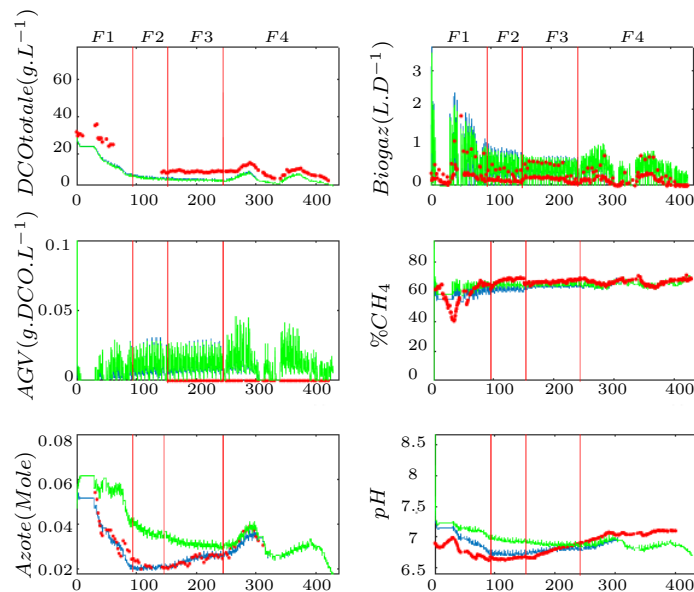 F1 F2 F3 F4
DCOtotale(g.L−1)
60
40
20
0
0 100 200 300 400
F1 F2 F3 F4
Biogaz(L.D−1)
3
2
1
0
0 100 200 300 400
AGV(g.DCO.L−1)
0.1
0.05
0
0 100 200 300 400
%CH4
80
60
40
20
0
0 100 200 300 400
Azote(Mole)
0.08
0.06
0.04
0.02
0 100 200 300 400
pH
8.5
8
7.5
7
6.5
0 100 200 300 400